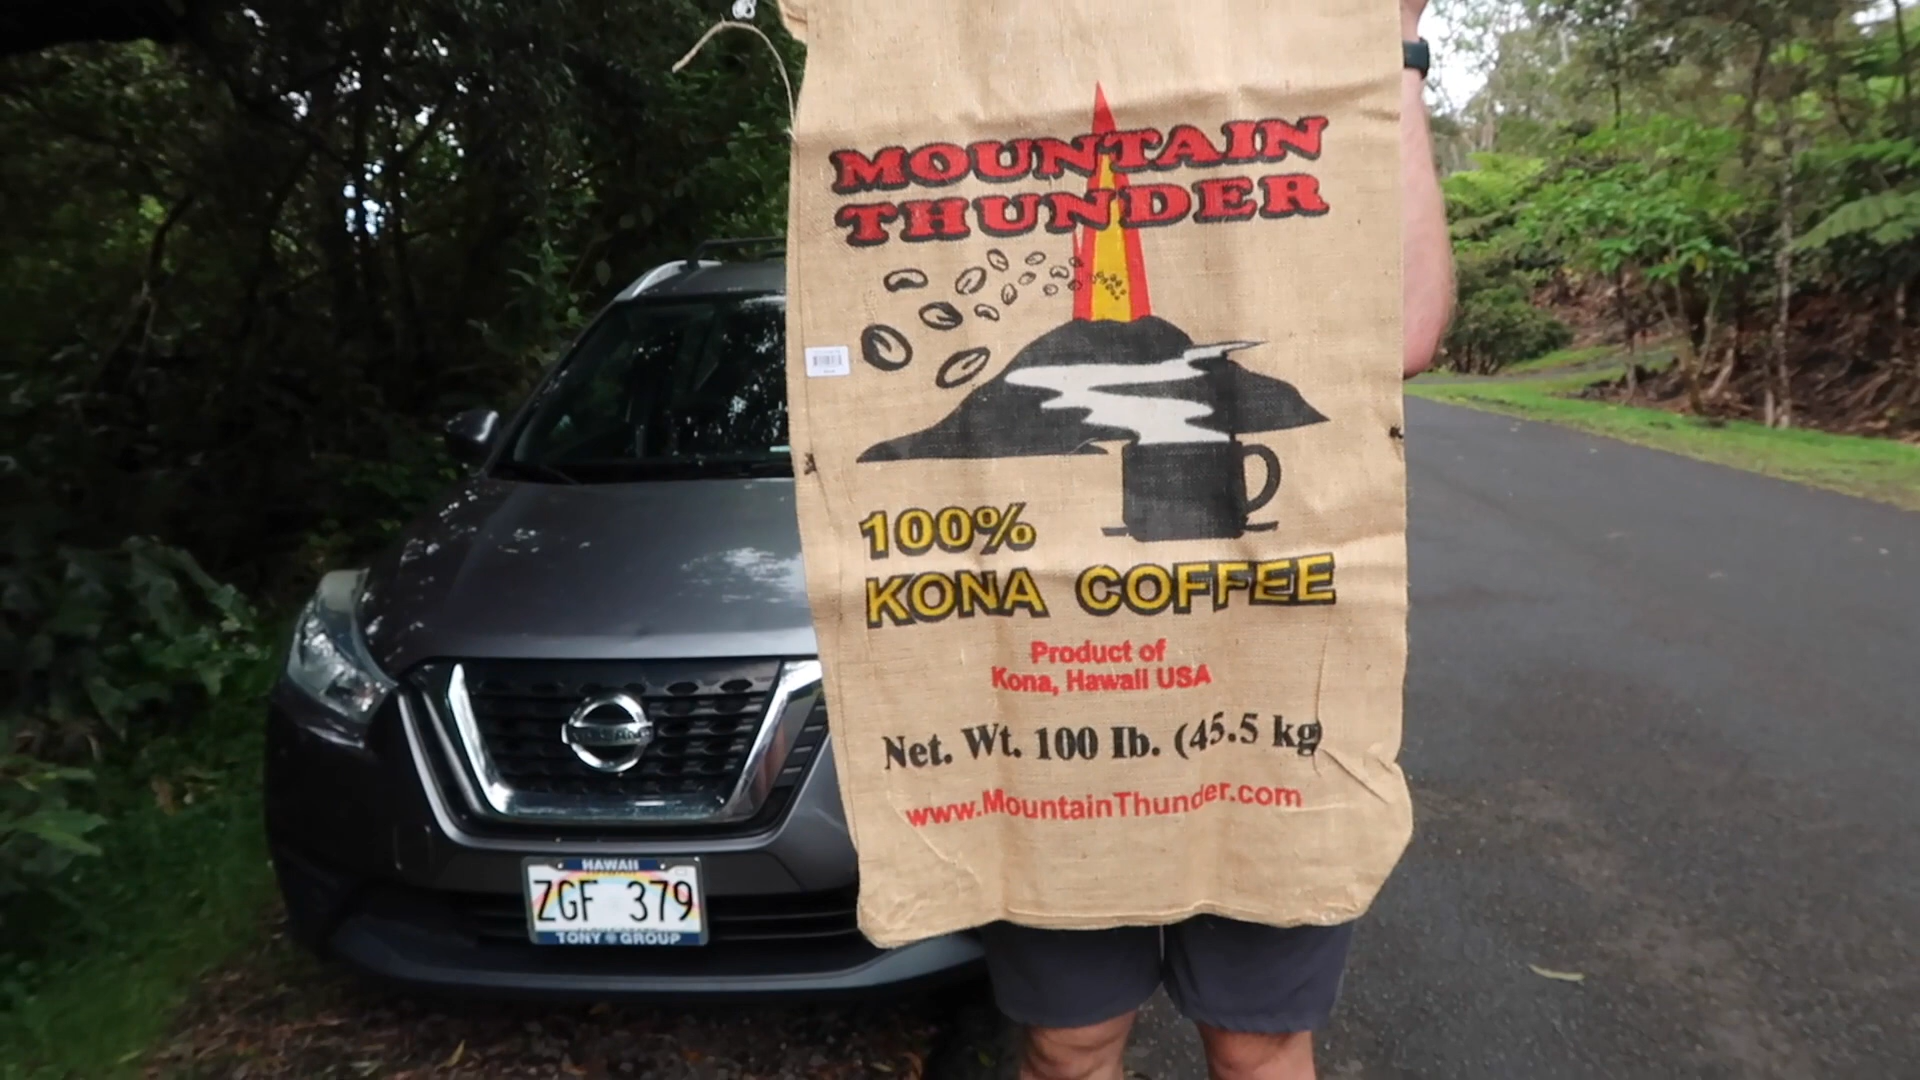 MOUNTAIN
THUNDER
100%
KONA COFFEE
Product of
Kona, Hawaii USA
Net. Wt. 100 Ib. (45.5 kg)
www.MountainThunder.com
NISSAN
HAWAII
ZGF 379
TONY GROUP